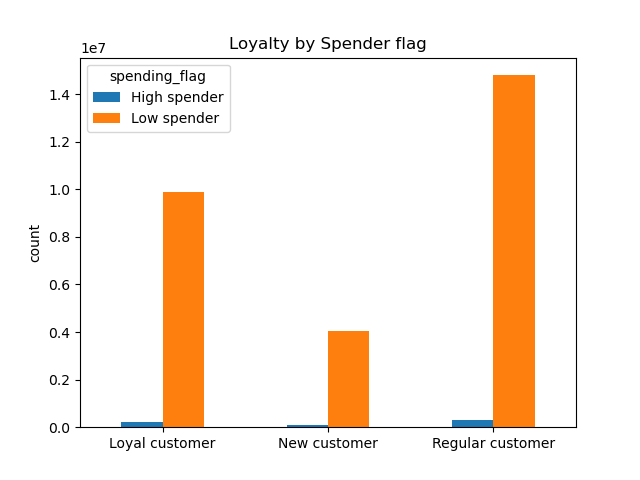 Loyalty by Spender flag
1e7
spending_flag
High spender
Low spender
1.4
1.2
1.0
0.8
0.6
0.4
0.2
0.0
count
Loyal customer
New customer
Regular customer